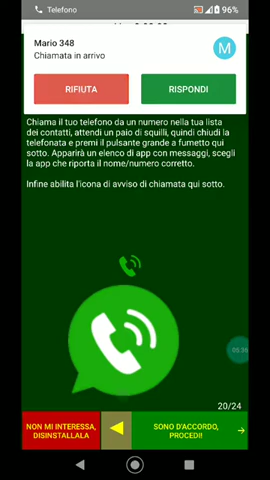 Telefono
96%
Mario 348
Chiamata in arrivo
M
RIFIUTA
RISPONDI
Chiama il tuo telefono da un numero nella tua lista
dei contatti, attendi un paio di squilli, quindi chiudi la
telefonata e premi il pulsante grande a fumetto qui
sotto. Apparirà un elenco di app con messaggi, scegli
la app che riporta il nome/numero corretto.
Infine abilita l'icona di avviso di chiamata qui sotto.
20/24
NON MI INTERESSA,
DISINSTALLALA
SONO D'ACCORDO,
PROCEDI!